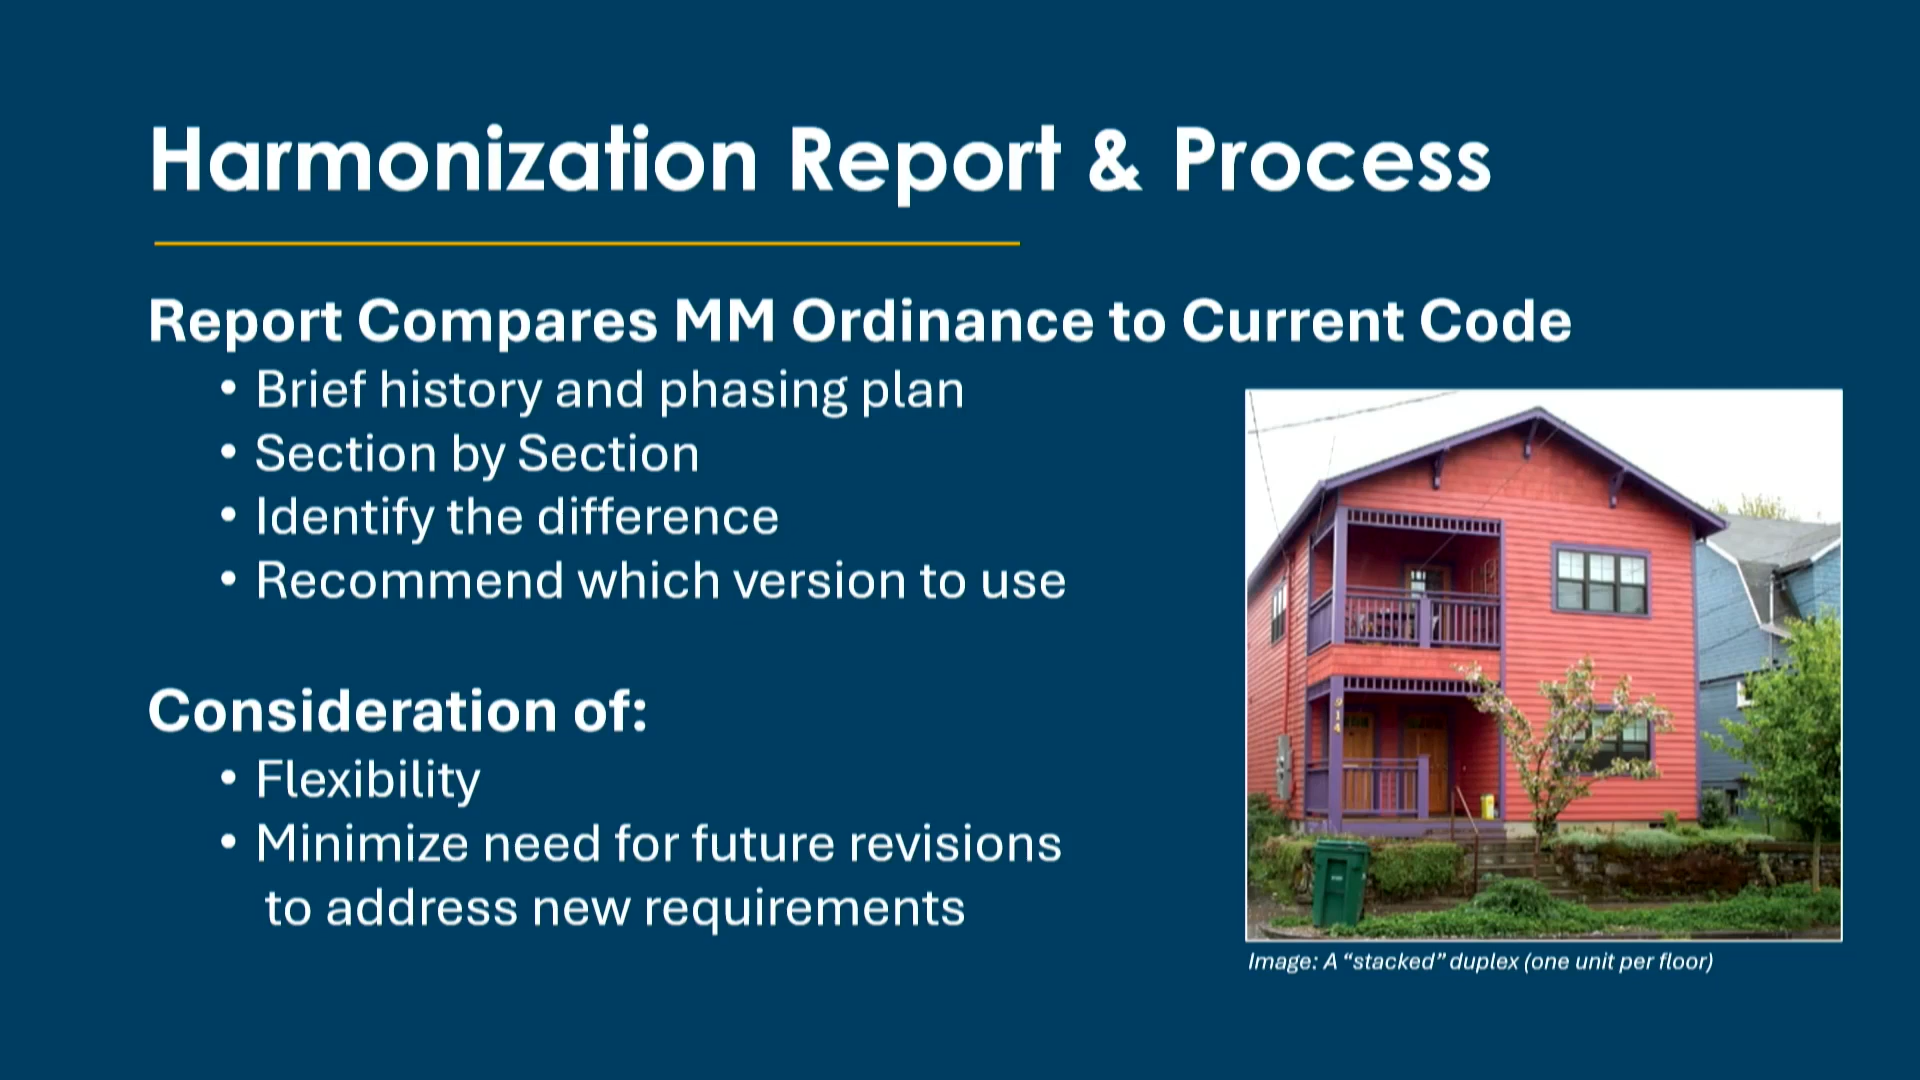 Harmonization Report & Process
Report Compares MM Ordinance to Current Code
• Brief history and phasing plan
• Section by Section
• Identify the difference
• Recommend which version to use
Consideration of:
• Flexibility
• Minimize need for future revisions
to address new requirements
914
Image: A “stacked” duplex (one unit per floor)